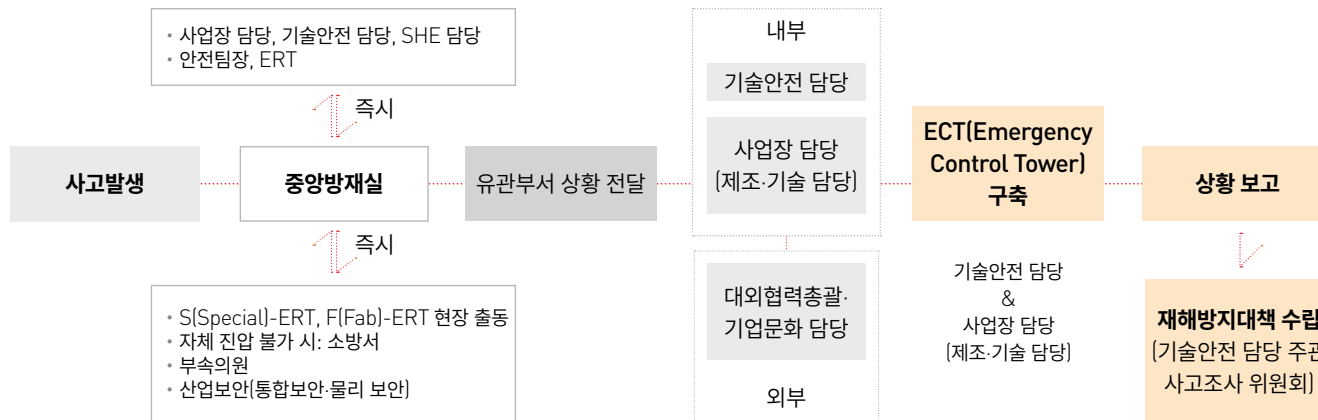 • 사업장 담당, 기술안전 담당, SHE 담당
• 안전팀장, ERT
즉시
사고발생
중앙방재실
유관부서 상황 전달
즉시
• S(Special)-ERT, F(Fab)-ERT 현장 출동
• 자체 진압 불가 시: 소방서
• 부속의원
• 산업보안(통합보안·물리 보안)
내부
기술안전 담당
사업장 담당
(제조·기술 담당)
대외협력총괄·
기업문화 담당
외부
ECT(Emergency
Control Tower)
구축
기술안전 담당
&
사업장 담당
(제조·기술 담당)
상황 보고
재해방지대책 수립
(기술안전 담당 주관
사고조사 위원회)